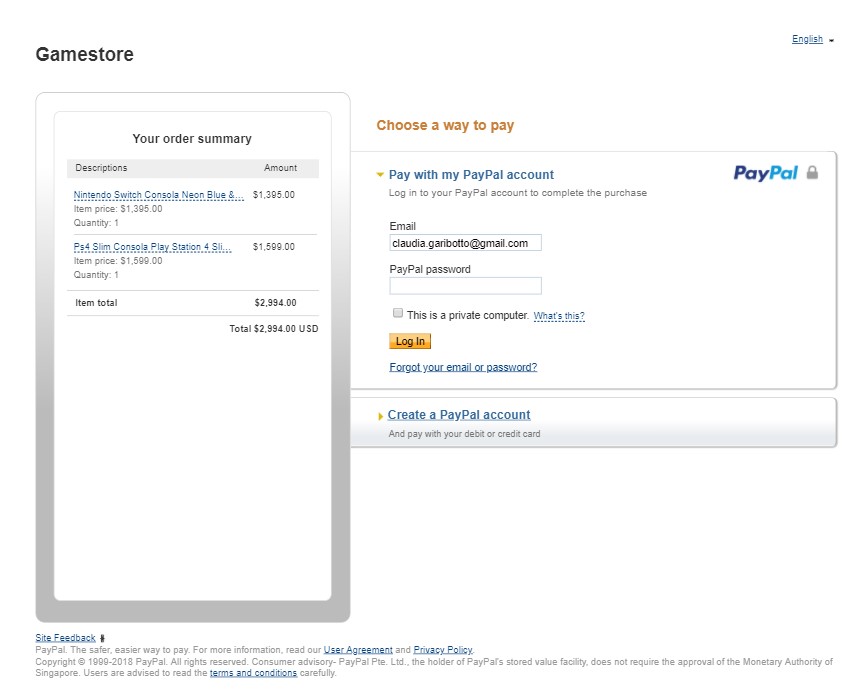 English
Gamestore
Your order summary
Descriptions Amount
Nintendo Switch Consola Neon Blue &... $1,395.00
Item price: $1,395.00
Quantity: 1
Ps4 Slim Consola Play Station 4 Sli... $1,599.00
Item price: $1,599.00
Quantity: 1
Item total $2,994.00
Total $2,994.00 USD
Choose a way to pay
Pay with my PayPal account
PayPal
Log in to your PayPal account to complete the purchase
Email
claudia.garibotto@gmail.com
PayPal password
This is a private computer. What's this?
Log In
Forgot your email or password?
Create a PayPal account
And pay with your debit or credit card
Site Feedback
PayPal. The safer, easier way to pay. For more information, read our User Agreement and Privacy Policy.
Copyright © 1999-2018 PayPal. All rights reserved. Consumer advisory- PayPal Pte. Ltd., the holder of PayPal's stored value facility, does not require the approval of the Monetary Authority of
Singapore. Users are advised to read the terms and conditions carefully.